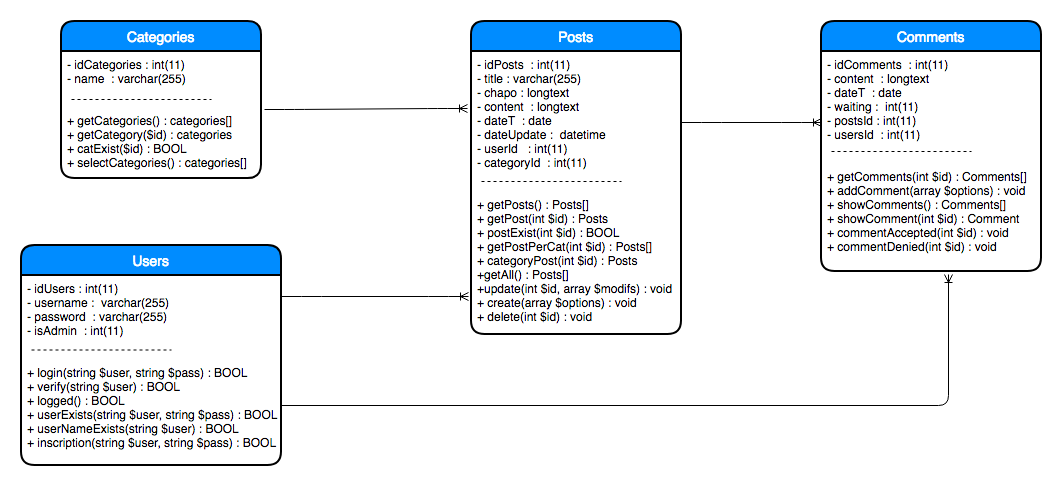 Categories
- idCategories : int(11)
- name : varchar(255)
+ getCategories() : categories[]
+ getCategory($id) : categories
+ catExist($id) : BOOL
+ selectCategories() : categories[]
Posts
- idPosts : int(11)
- title : varchar(255)
- chapo : longtext
- content : longtext
- dateT : date
- dateUpdate : datetime
- userId : int(11)
- categoryId : int(11)
+ getPosts() : Posts[]
+ getPost(int $id) : Posts
+ postExist(int $id) : BOOL
+ getPostPerCat(int $id) : Posts[]
+ categoryPost(int $id) : Posts
+getAll() : Posts[]
+update(int $id, array $modifs) : void
+ create(array $options) : void
+ delete(int $id) : void
Comments
- idComments : int(11)
- content : longtext
- dateT : date
- waiting : int(11)
- postsId : int(11)
- usersId : int(11)
+ getComments(int $id) : Comments[]
+ addComment(array $options) : void
+ showComments() : Comments[]
+ showComment(int $id) : Comment
+ commentAccepted(int $id) : void
+ commentDenied(int $id) : void
Users
- idUsers : int(11)
- username : varchar(255)
- password : varchar(255)
- isAdmin : int(11)
+ login(string $user, string $pass) : BOOL
+ verify(string $user) : BOOL
+ logged() : BOOL
+ userExists(string $user, string $pass) : BOOL
+ userNameExists(string $user) : BOOL
+ inscription(string $user, string $pass) : BOOL